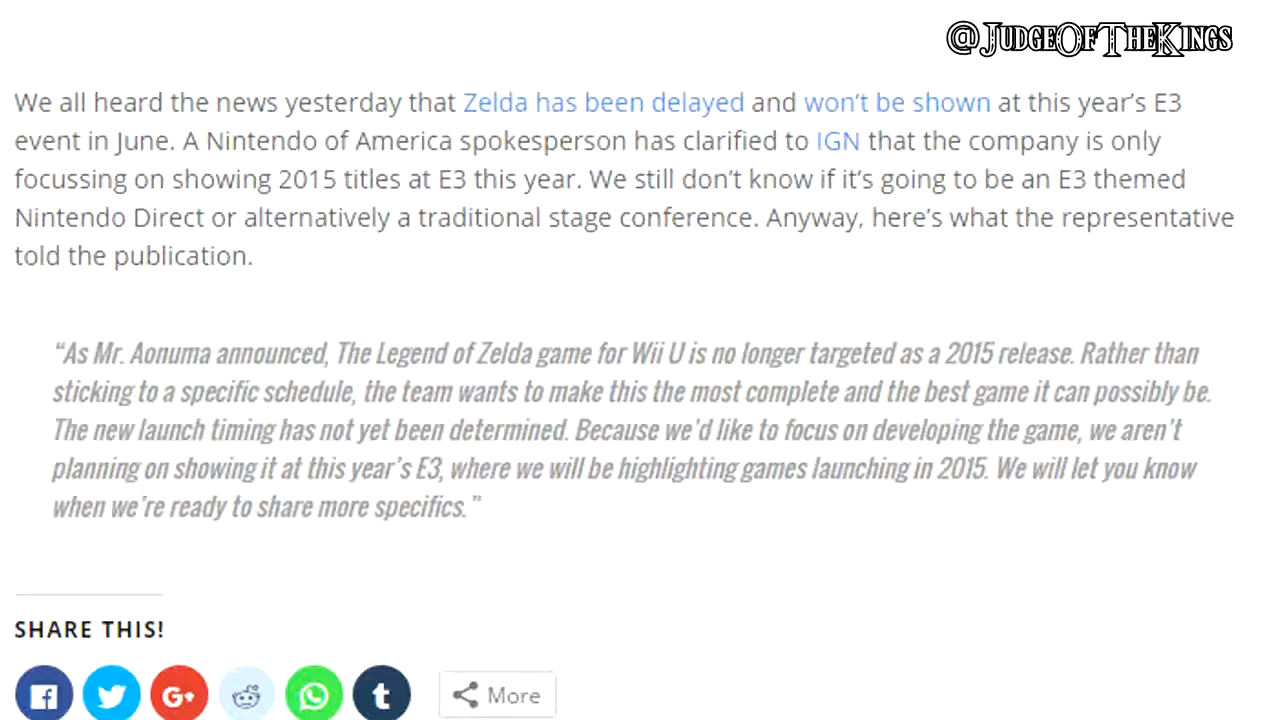 @JudgeOfTheKings
We all heard the news yesterday that Zelda has been delayed and won't be shown at this year's E3
event in June. A Nintendo of America spokesperson has clarified to IGN that the company is only
focussing on showing 2015 titles at E3 this year. We still don't know if it's going to be an E3 themed
Nintendo Direct or alternatively a traditional stage conference. Anyway, here's what the representative
told the publication.
“As Mr. Aonuma announced, The Legend of Zelda game for Wii U is no longer targeted as a 2015 release. Rather than
sticking to a specific schedule, the team wants to make this the most complete and the best game it can possibly be.
The new launch timing has not yet been determined. Because we’d like to focus on developing the game, we aren’t
planning on showing it at this year’s E3, where we will be highlighting games launching in 2015. We will let you know
when we’re ready to share more specifics.”
SHARE THIS!
G+ t More